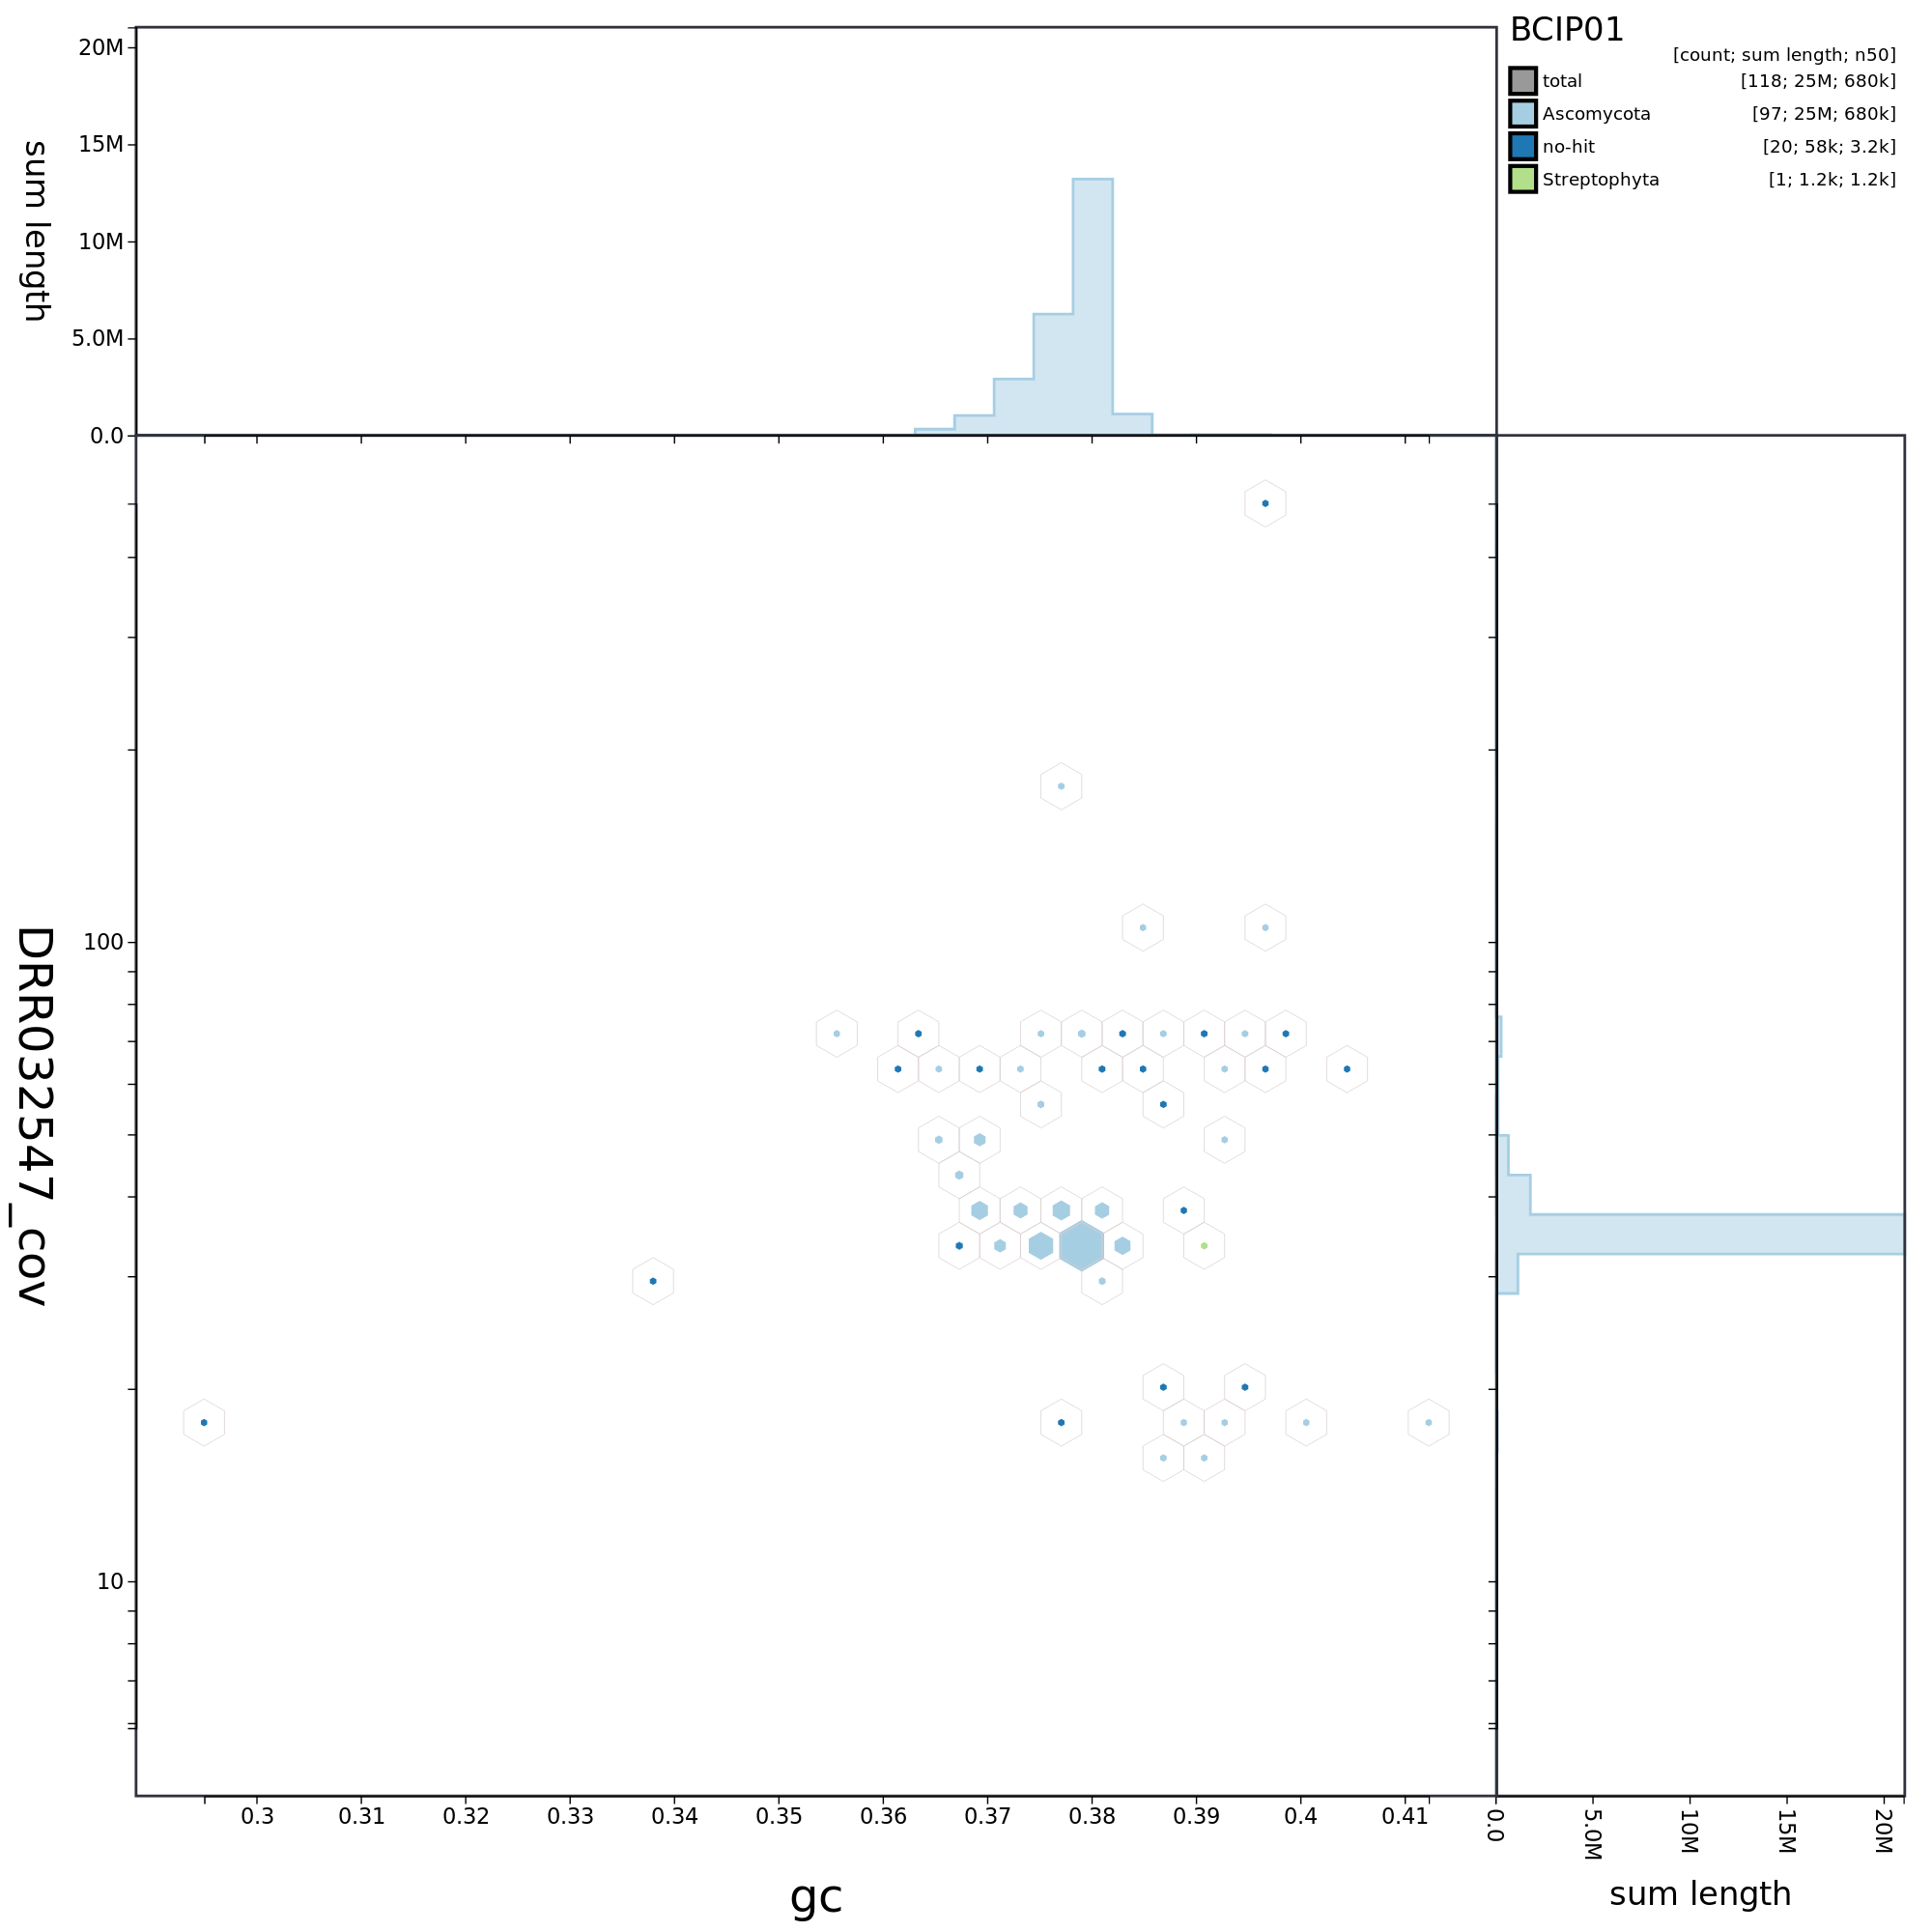 BCIP01
[count; sum length; n50]
total [118; 25M; 680k]
Ascomycota [97; 25M; 680k]
no-hit [20; 58k; 3.2k]
Streptophyta [1; 1.2k; 1.2k]
sum length
20M
15M
10M
5.0M
0.0
DRR032547_cov
100
10
0.3 0.31 0.32 0.33 0.34 0.35 0.36 0.37 0.38 0.39 0.4 0.41
gc
0.0 5.0M 10M 15M 20M
sum length